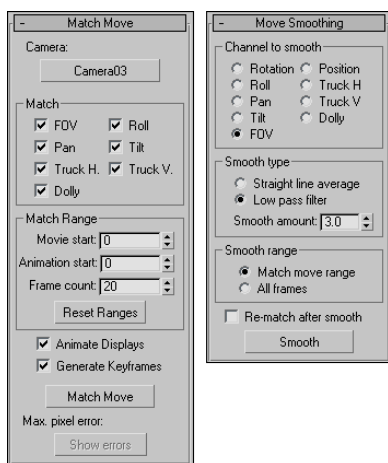 - Match Move
Camera:
Camera03
Match
FOV Roll
Pan Tilt
Truck H. Truck V.
Dolly
Match Range
Movie start: 0
Animation start: 0
Frame count: 20
Reset Ranges
Animate Displays
Generate Keyframes
Match Move
Max. pixel error:
Show errors
- Move Smoothing
Channel to smooth
Rotation Position
Roll Truck H
Pan Truck V
Tilt Dolly
FOV
Smooth type
Straight line average
Low pass filter
Smooth amount: 3.0
Smooth range
Match move range
All frames
Re-match after smooth
Smooth